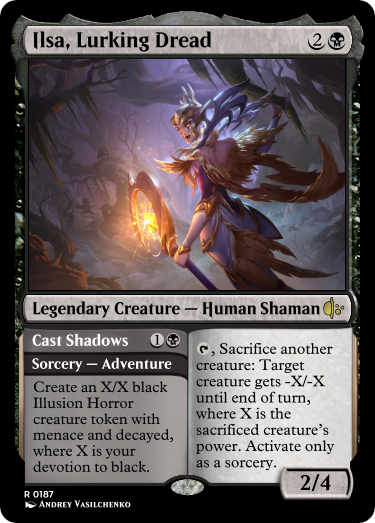 Ilsa, Lurking Dread 2
Legendary Creature — Human Shaman
Cast Shadows 1
Sorcery — Adventure
Create an X/X black
Illusion Horror
creature token with
menace and decayed,
where X is your
devotion to black.
, Sacrifice another
creature: Target
creature gets -X/-X
until end of turn,
where X is the
sacrificed creature's
power. Activate only
as a sorcery.
2/4
R 0187
Andrey Vasilchenko